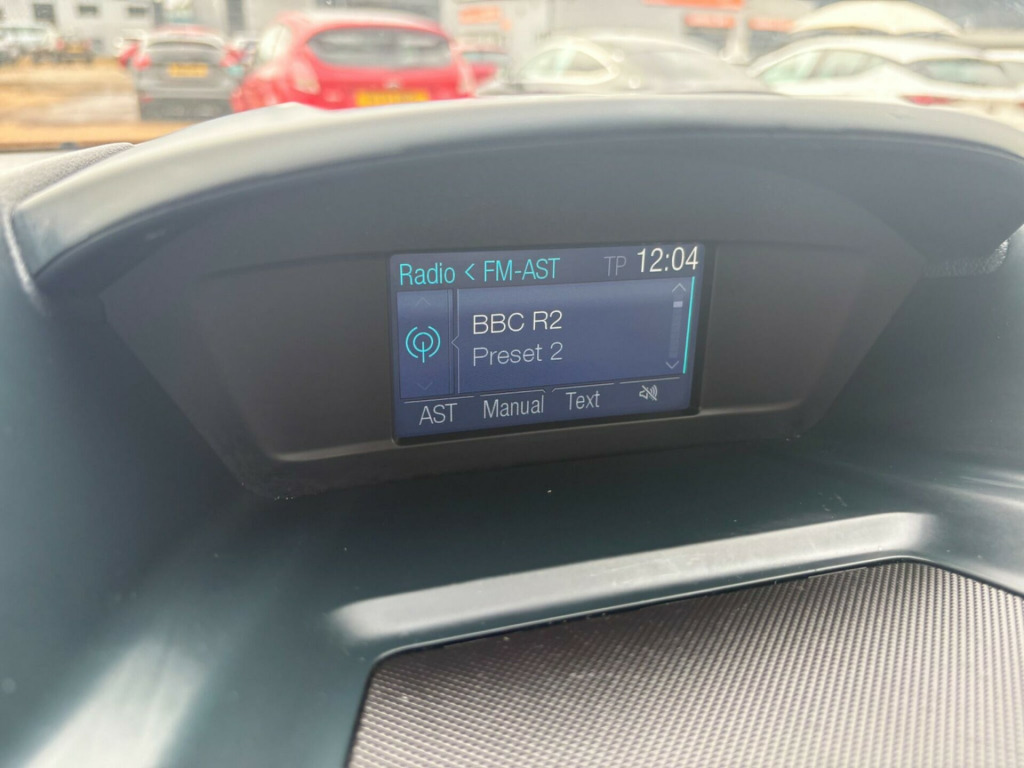 Radio < FM-AST TP 12:04
BBC R2
Preset 2
AST Manual Text